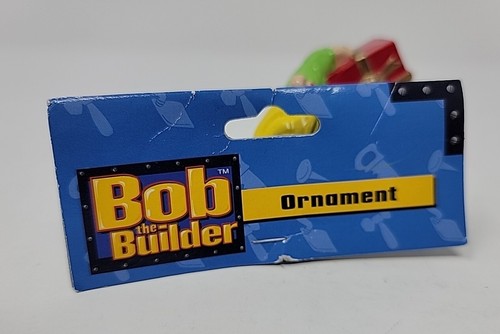 Bob™
the
Builder
Ornament